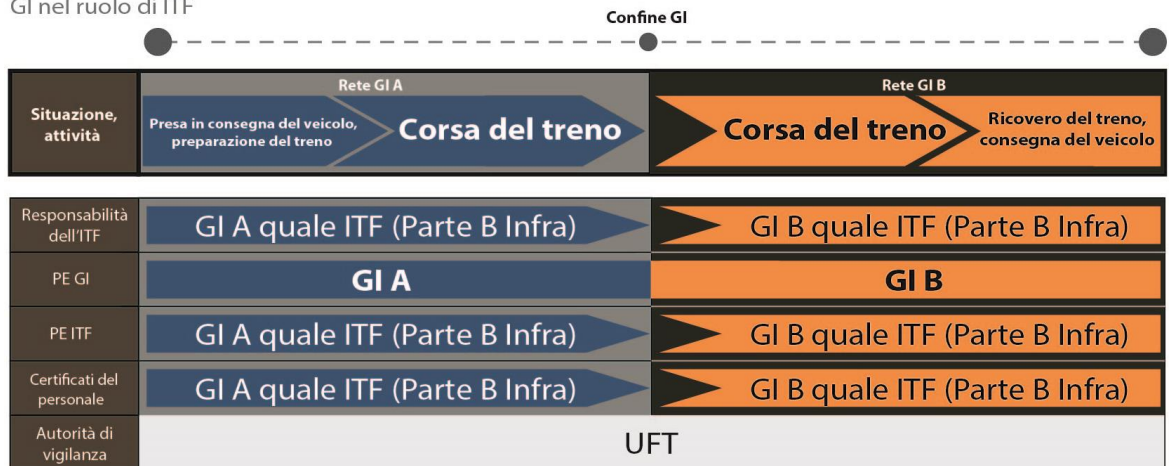 GI nel ruolo di ITF
Confine GI
Situazione,
attività
Rete GI A
Presa in consegna del veicolo,
preparazione del treno
Corsa del treno
Rete GI B
Corsa del treno
Ricovero del treno,
consegna del veicolo
Responsabilità
dell'ITF
GI A quale ITF (Parte B Infra)
GI B quale ITF (Parte B Infra)
PE GI
GI A
GI B
PE ITF
GI A quale ITF (Parte B Infra)
GI B quale ITF (Parte B Infra)
Certificati del
personale
GI A quale ITF (Parte B Infra)
GI B quale ITF (Parte B Infra)
Autorità di
vigilanza
UFT